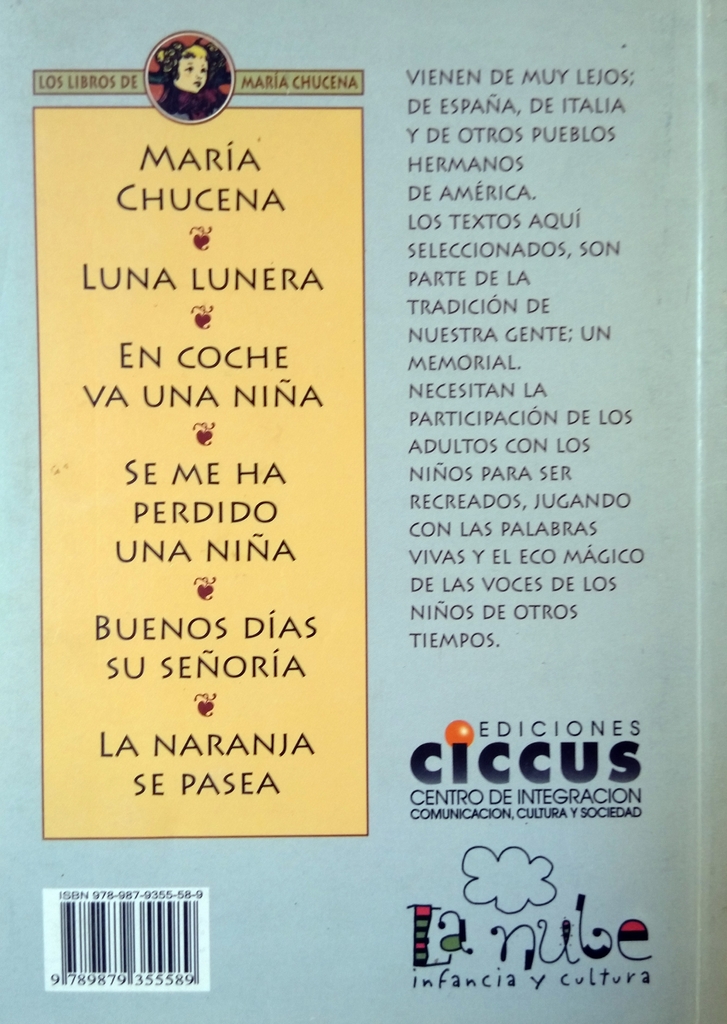 LOS LIBROS DE MARÍA CHUCENA
MARÍA
CHUCENA
LUNA LUNERA
EN COCHE
VA UNA NIÑA
SE ME HA
PERDIDO
UNA NIÑA
BUENOS DÍAS
SU SEÑORÍA
LA NARANJA
SE PASEA
VIENEN DE MUY LEJOS;
DE ESPAÑA, DE ITALIA
Y DE OTROS PUEBLOS
HERMANOS
DE AMÉRICA.
LOS TEXTOS AQUÍ
SELECCIONADOS, SON
PARTE DE LA
TRADICIÓN DE
NUESTRA GENTE; UN
MEMORIAL.
NECESITAN LA
PARTICIPACIÓN DE LOS
ADULTOS CON LOS
NIÑOS PARA SER
RECREADOS, JUGANDO
CON LAS PALABRAS
VIVAS Y EL ECO MÁGICO
DE LAS VOCES DE LOS
NIÑOS DE OTROS
TIEMPOS.
EDICIONES
CICCUS
CENTRO DE INTEGRACION
COMUNICACION, CULTURA Y SOCIEDAD
La nube
infancia y cultura
ISBN 978-987-9355-58-9
9 789879 355589